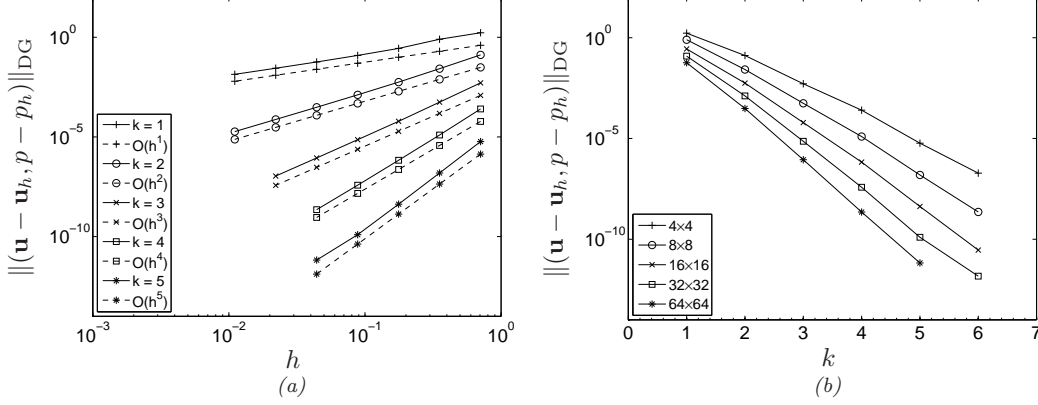 10^0
10^-5
10^-10
‖(u − u_h, p − p_h)‖_DG
k = 1
O(h^1)
k = 2
O(h^2)
k = 3
O(h^3)
k = 4
O(h^4)
k = 5
O(h^5)
10^-3
10^-2
10^-1
10^0
h
(a)
10^0
10^-5
10^-10
‖(u − u_h, p − p_h)‖_DG
4×4
8×8
16×16
32×32
64×64
0
1
2
3
4
5
6
7
k
(b)